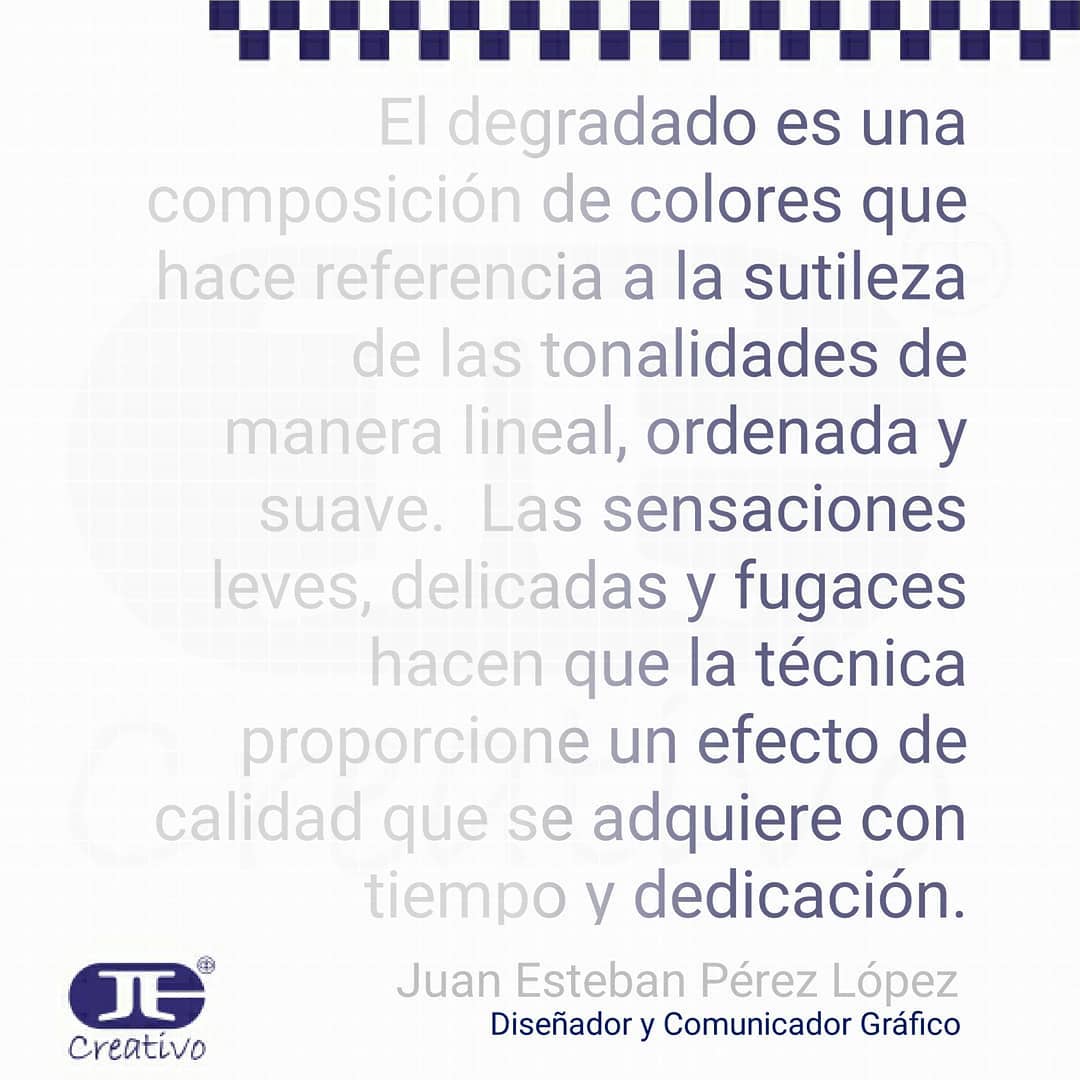 El degradado es una
composición de colores que
hace referencia a la sutileza
de las tonalidades de
manera lineal, ordenada y
suave.  Las sensaciones
leves, delicadas y fugaces
hacen que la técnica
proporcione un efecto de
calidad que se adquiere con
tiempo y dedicación.
Juan Esteban Pérez López
Diseñador y Comunicador Gráfico
Creativo